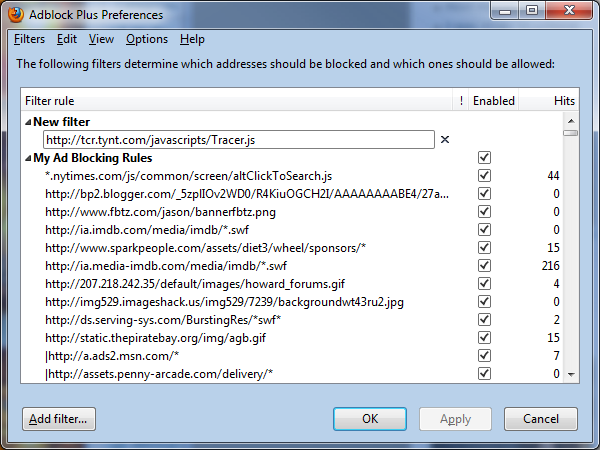 Adblock Plus Preferences
Filters Edit View Options Help
The following filters determine which addresses should be blocked and which ones should be allowed:
Filter rule ! Enabled Hits
New filter
http://tcr.tynt.com/javascripts/Tracer.js
My Ad Blocking Rules
*.nytimes.com/js/common/screen/altClickToSearch.js 44
http://bp2.blogger.com/_5zplIOv2WD0/R4KiuOGCH2I/AAAAAAAABE4/27a... 0
http://www.fbtz.com/jason/bannerfbtz.png 0
http://ia.imdb.com/media/imdb/*.swf 0
http://www.sparkpeople.com/assets/diet3/wheel/sponsors/* 15
http://ia.media-imdb.com/media/imdb/*.swf 216
http://207.218.242.35/default/images/howard_forums.gif 4
http://img529.imageshack.us/img529/7239/backgroundwt43ru2.jpg 0
http://ds.serving-sys.com/BurstingRes/*swf* 2
http://static.thepiratebay.org/img/agb.gif 15
|http://a.ads2.msn.com/* 7
|http://assets.penny-arcade.com/delivery/* 0
Add filter... OK Apply Cancel